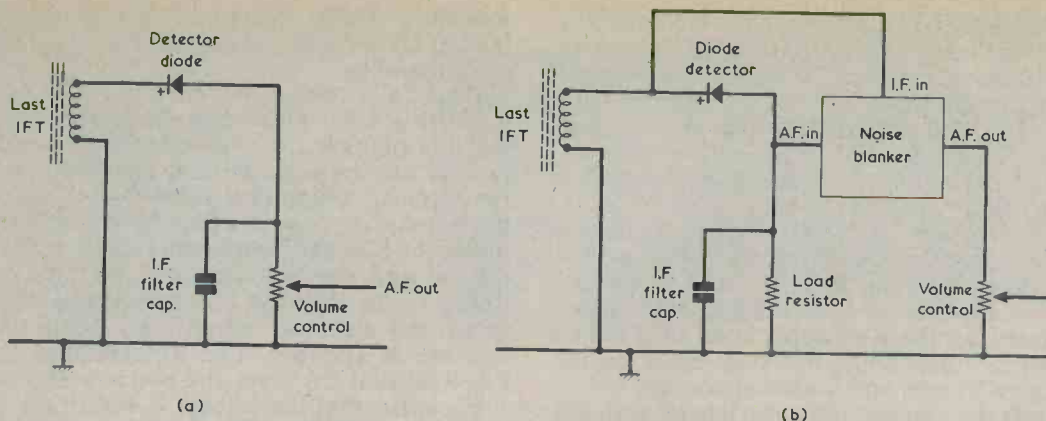 Detector
diode
+
Last
IFT
I.F.
filter
cap.
A.F. out
Volume
control
(a)
Diode
detector
+
Last
IFT
I.F. in
A.F. in
Noise
blanker
A.F. out
I.F.
filter
cap.
Load
resistor
Volume
control
(b)